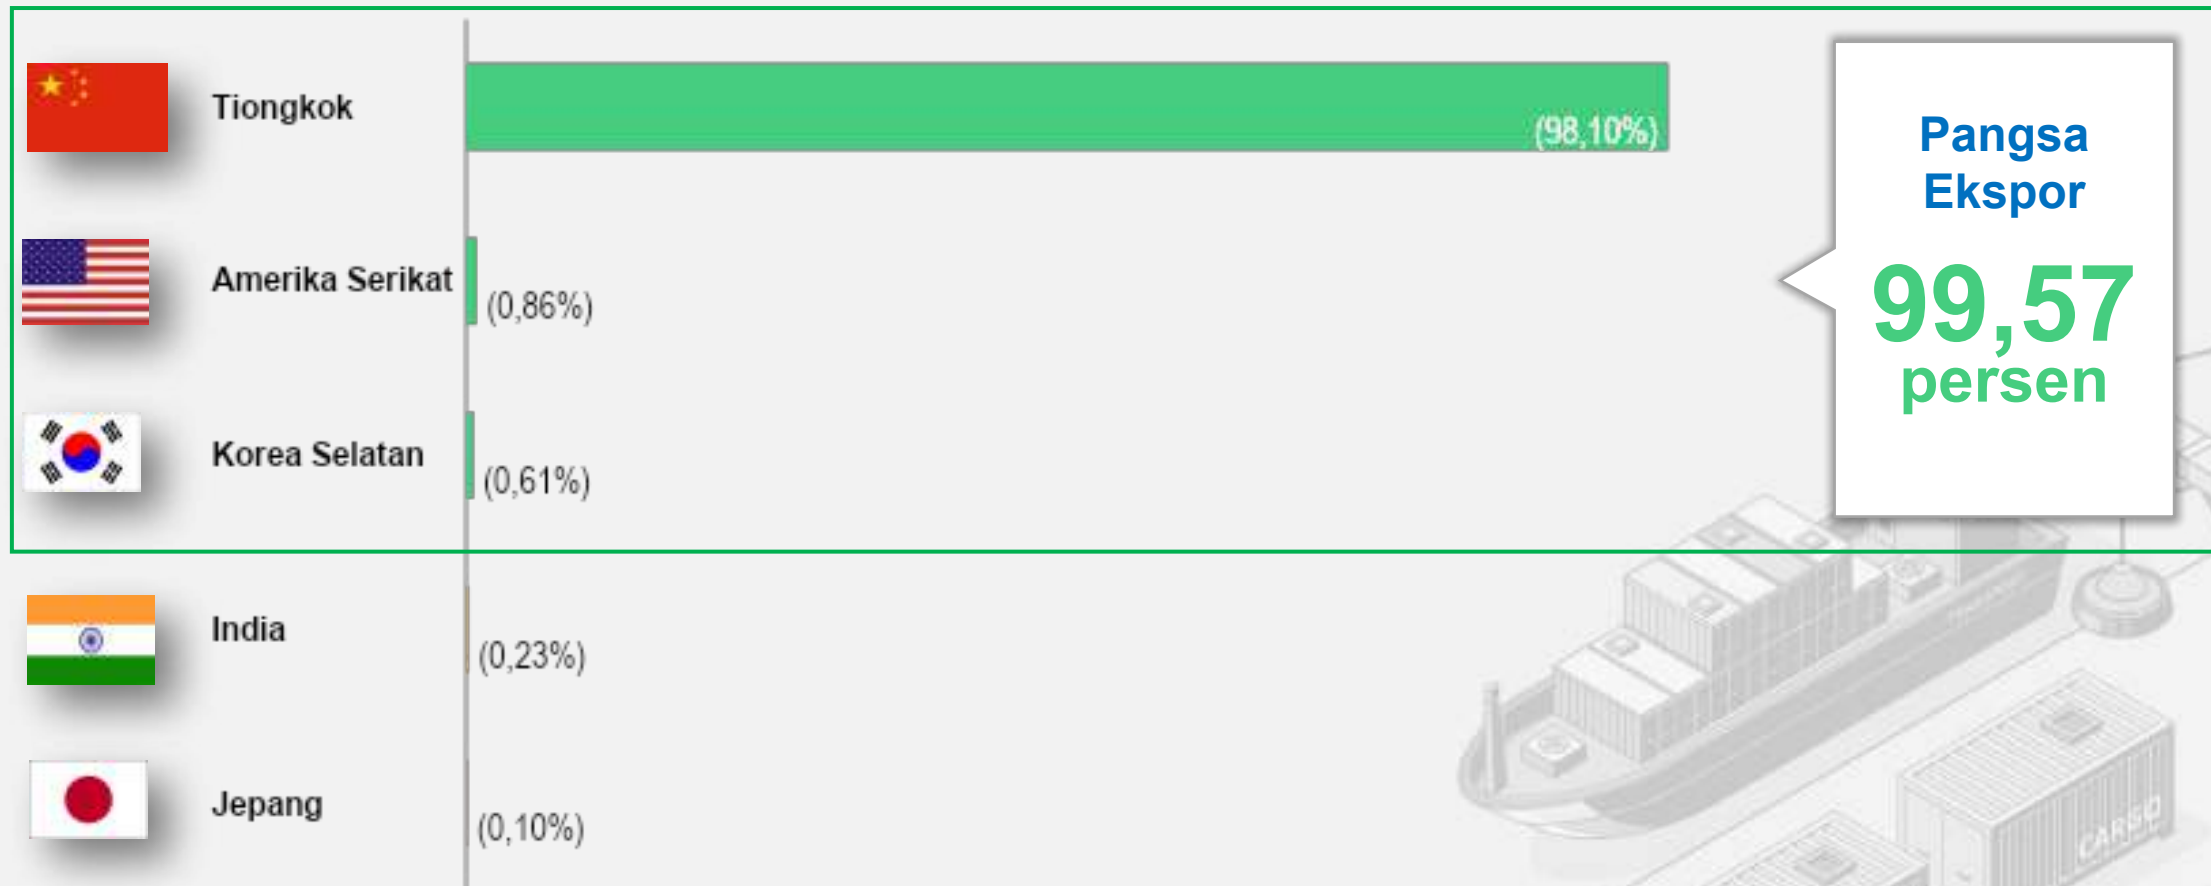 Tiongkok
(98,10%)
Amerika Serikat
(0,86%)
Korea Selatan
(0,61%)
India
(0,23%)
Jepang
(0,10%)
Pangsa
Ekspor
99,57
persen
CARGO